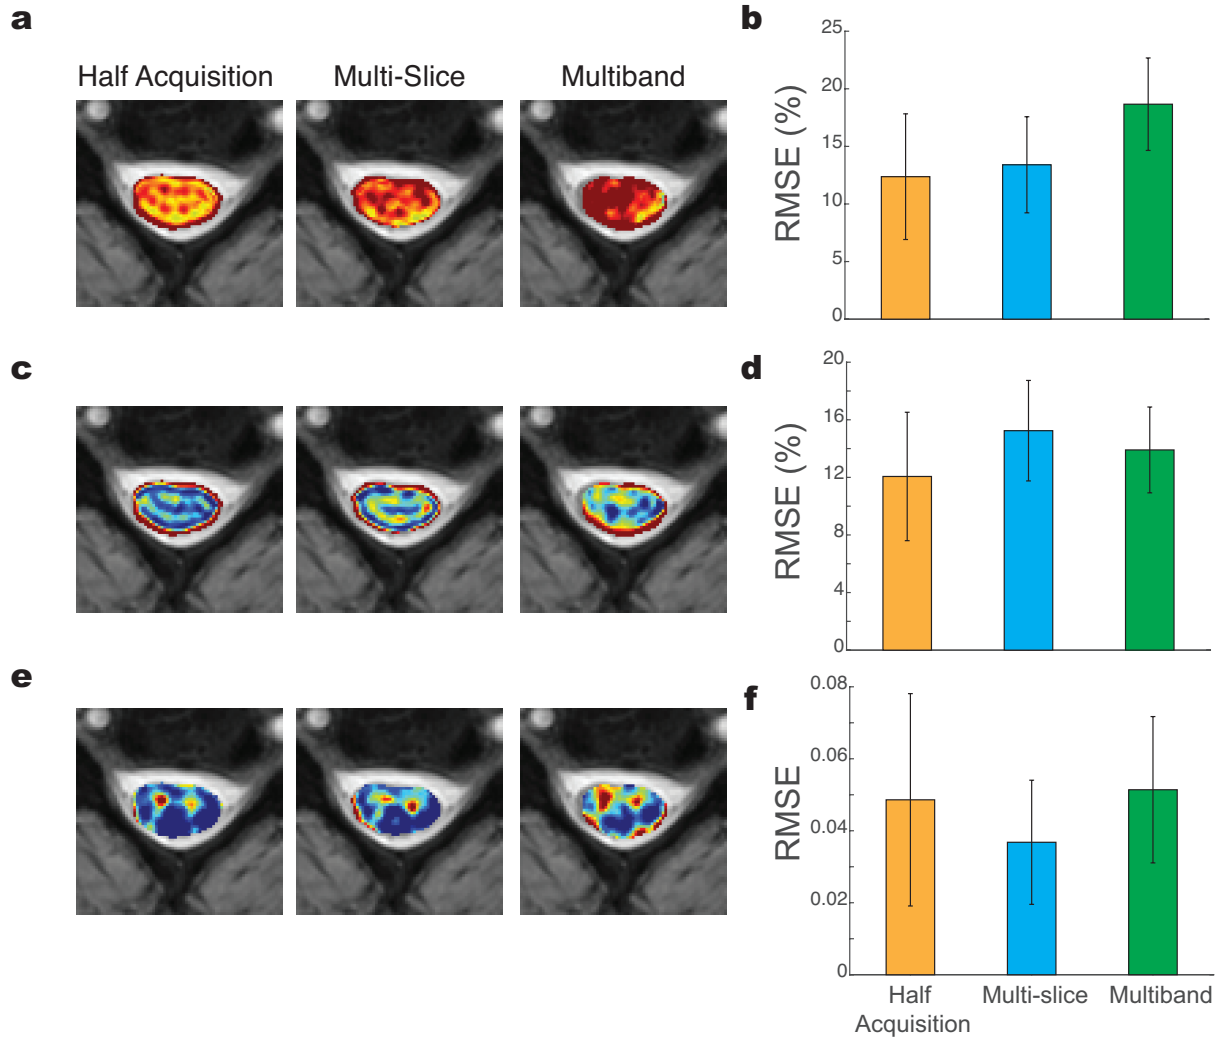 a
Half Acquisition
Multi-Slice
Multiband
b
25
20
15
10
5
0
RMSE (%)
c
d
20
16
12
8
4
0
RMSE (%)
e
f
0.08
0.06
0.04
0.02
0
RMSE
Half
Acquisition
Multi-slice
Multiband